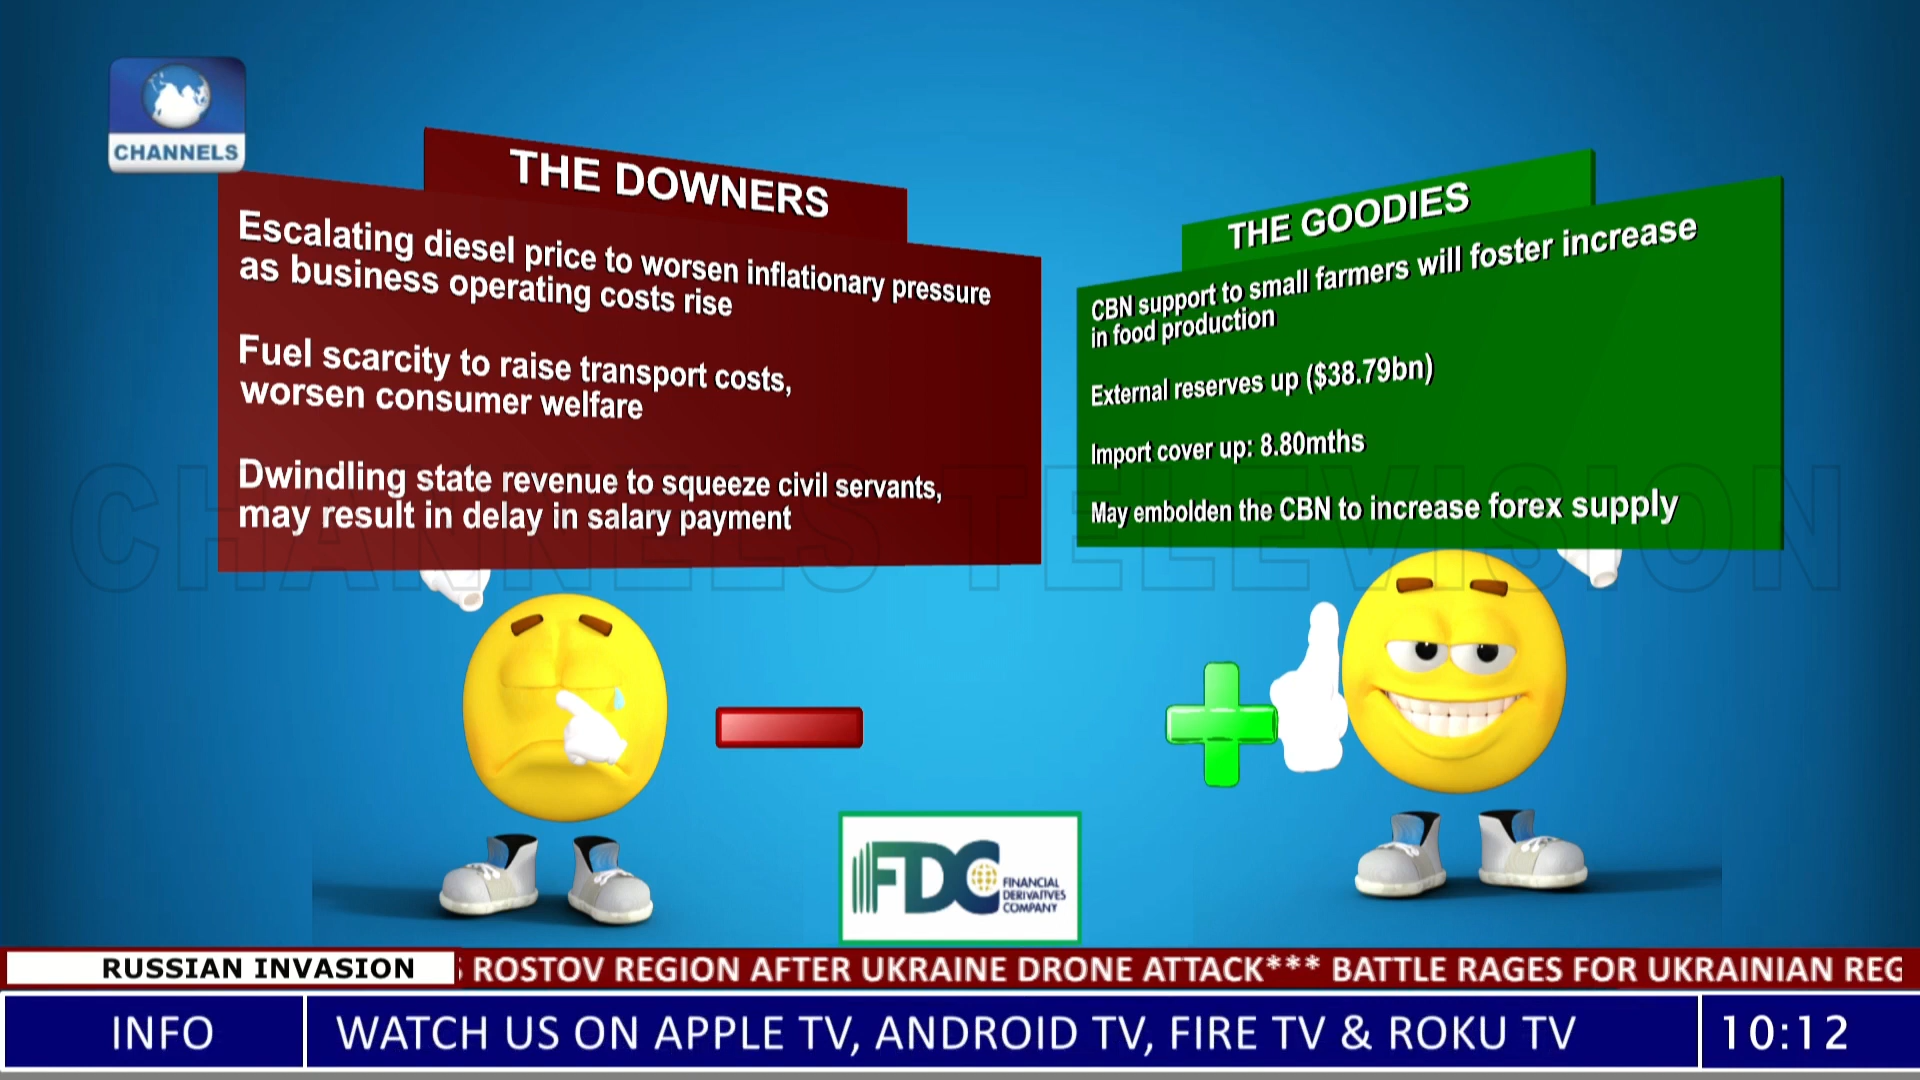 CHANNELS
THE DOWNERS
Escalating diesel price to worsen inflationary pressure
as business operating costs rise
Fuel scarcity to raise transport costs,
worsen consumer welfare
Dwindling state revenue to squeeze civil servants,
may result in delay in salary payment
THE GOODIES
CBN support to small farmers will foster increase
in food production
External reserves up ($38.79bn)
Import cover up: 8.80mths
May embolden the CBN to increase forex supply
CHANNELS TELEVISION
FDC
FINANCIAL
DERIVATIVES
COMPANY
RUSSIAN INVASION
ROSTOV REGION AFTER UKRAINE DRONE ATTACK*** BATTLE RAGES FOR UKRAINIAN REG
INFO
WATCH US ON APPLE TV, ANDROID TV, FIRE TV & ROKU TV
10:12